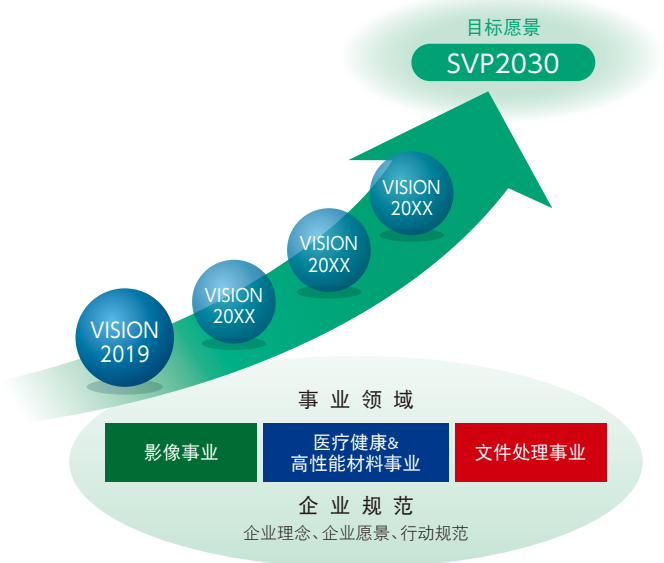 目标愿景
SVP2030
VISION
20XX
VISION
20XX
VISION
20XX
VISION
2019
事业领域
影像事业
医疗健康&
高性能材料事业
文件处理事业
企业规范
企业理念、企业愿景、行动规范